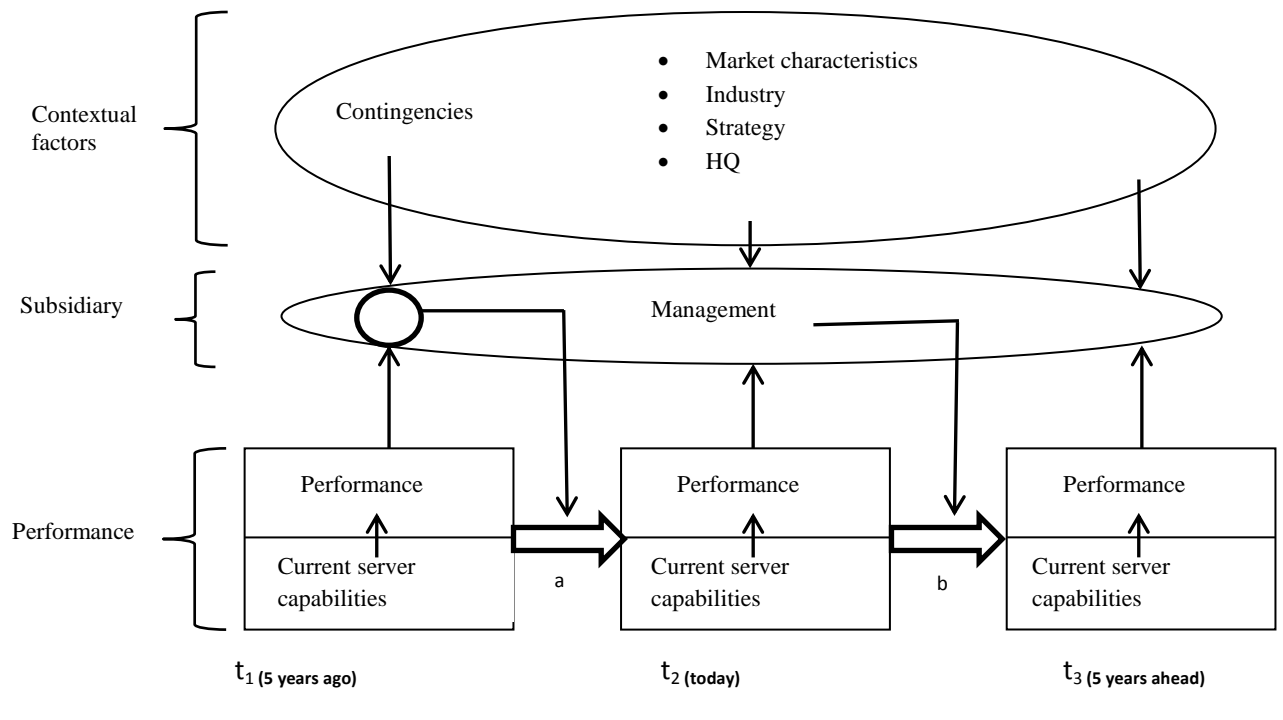 Contextual
factors
Contingencies
• Market characteristics
• Industry
• Strategy
• HQ
Subsidiary
Management
Performance
Performance
Current server
capabilities
a
Performance
Current server
capabilities
b
Performance
Current server
capabilities
t1 (5 years ago)
t2 (today)
t3 (5 years ahead)